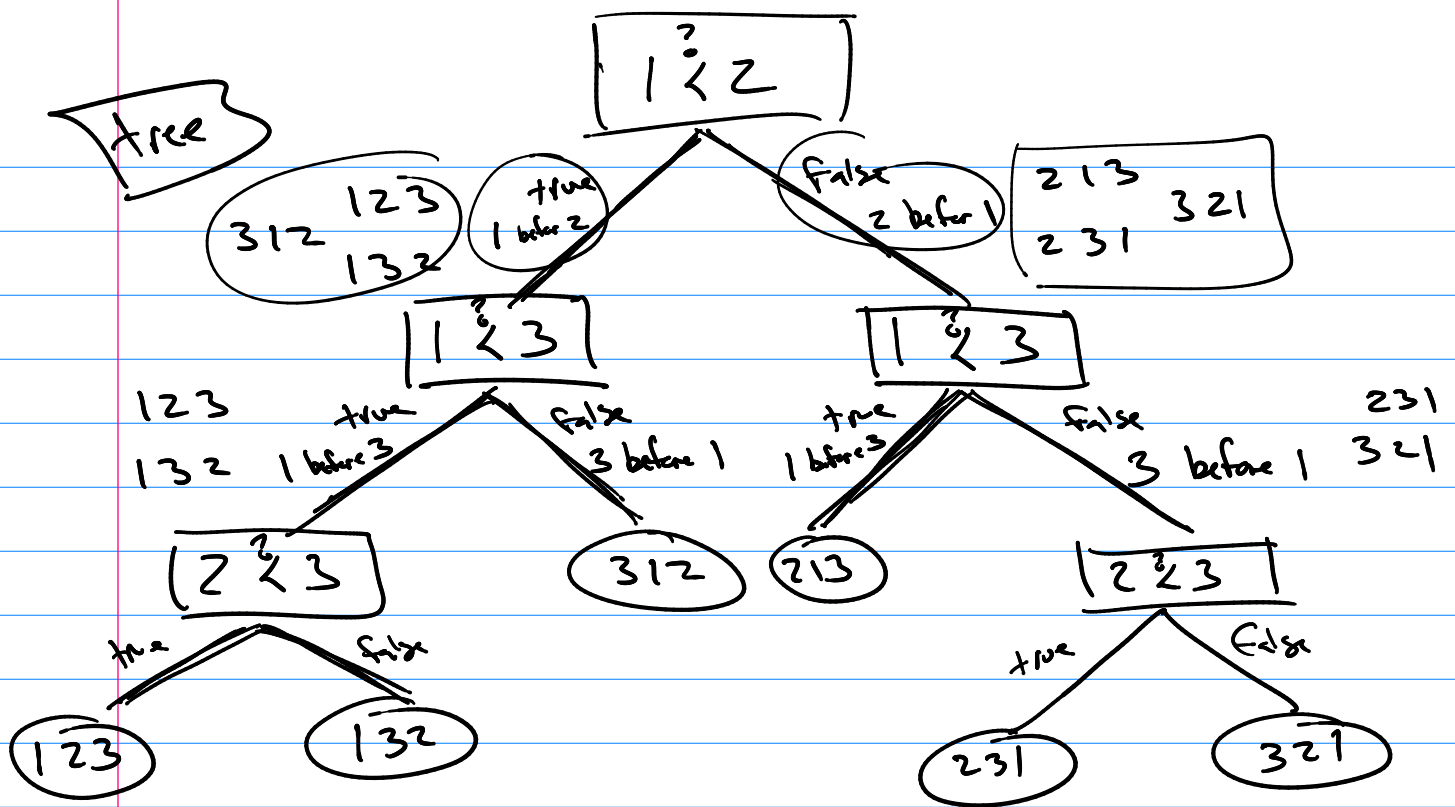 ?
1 < 2
tree
123
312
132
true
1 before 2
false
2 befor 1
213
321
231
?
1 < 3
?
1 < 3
123
132
true
1 before 3
false
3 before 1
true
1 before 3
false
3 before 1
231
321
?
2 < 3
312
213
?
2 < 3
true
false
true
false
123
132
231
321